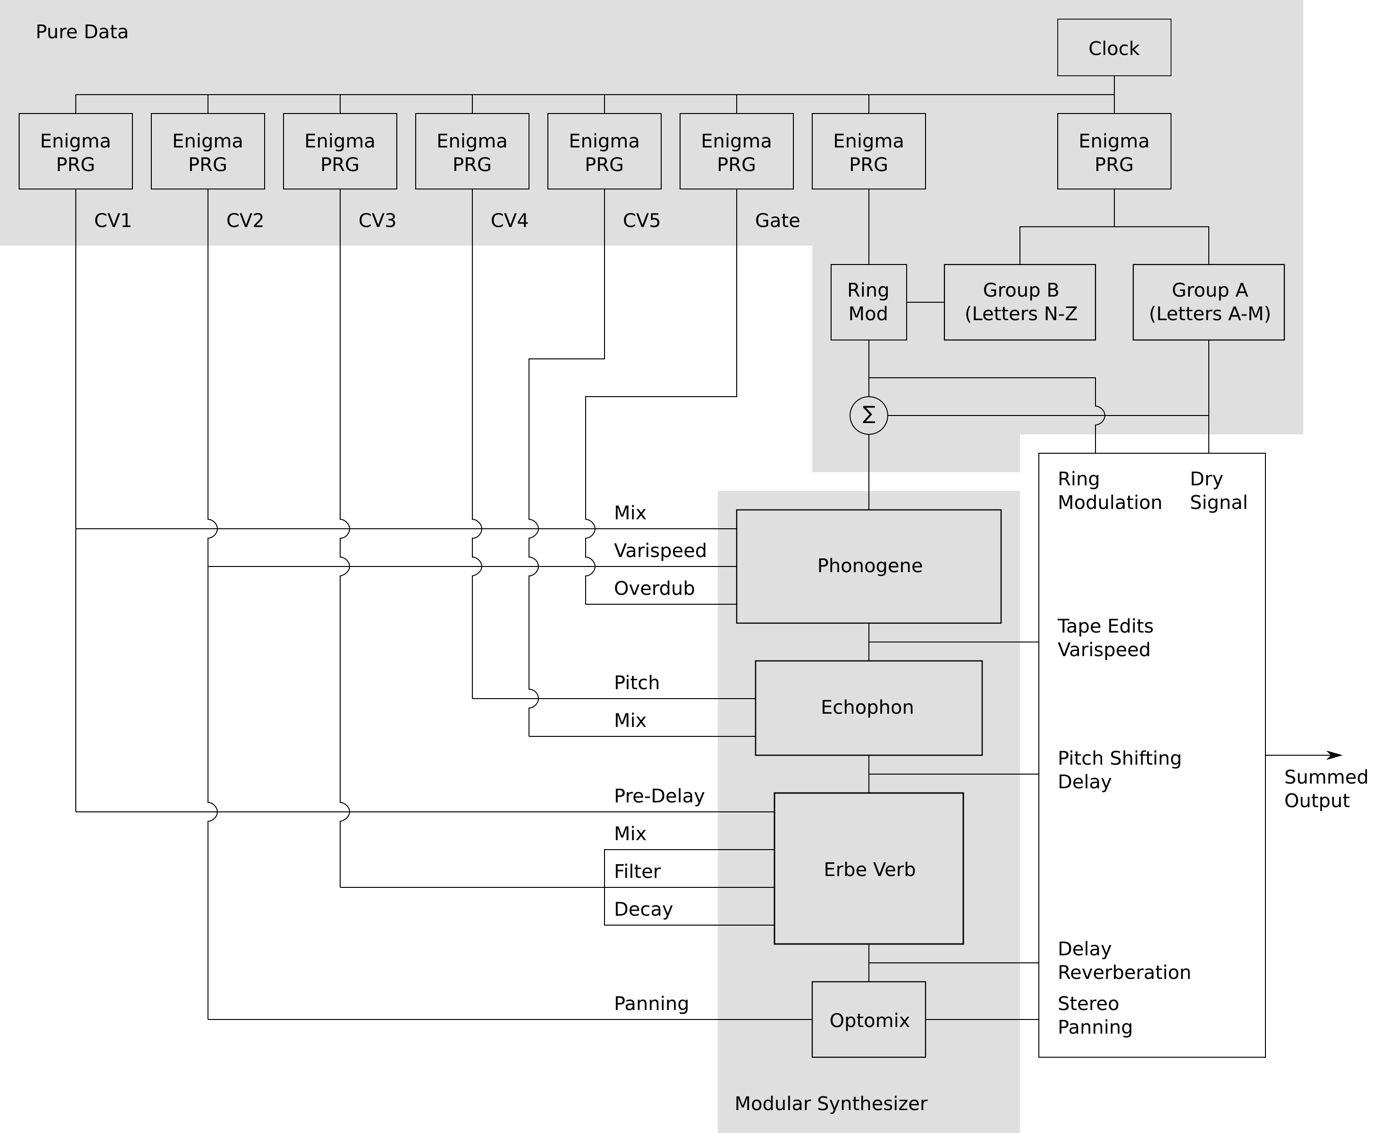 Pure Data
Clock
Enigma
PRG
Enigma
PRG
Enigma
PRG
Enigma
PRG
Enigma
PRG
Enigma
PRG
Enigma
PRG
Enigma
PRG
CV1
CV2
CV3
CV4
CV5
Gate
Ring
Mod
Group B
(Letters N-Z
Group A
(Letters A-M)
Σ
Ring
Modulation
Dry
Signal
Mix
Varispeed
Overdub
Phonogene
Tape Edits
Varispeed
Pitch
Mix
Echophon
Pitch Shifting
Delay
Summed
Output
Pre-Delay
Mix
Filter
Decay
Erbe Verb
Delay
Reverberation
Panning
Optomix
Stereo
Panning
Modular Synthesizer